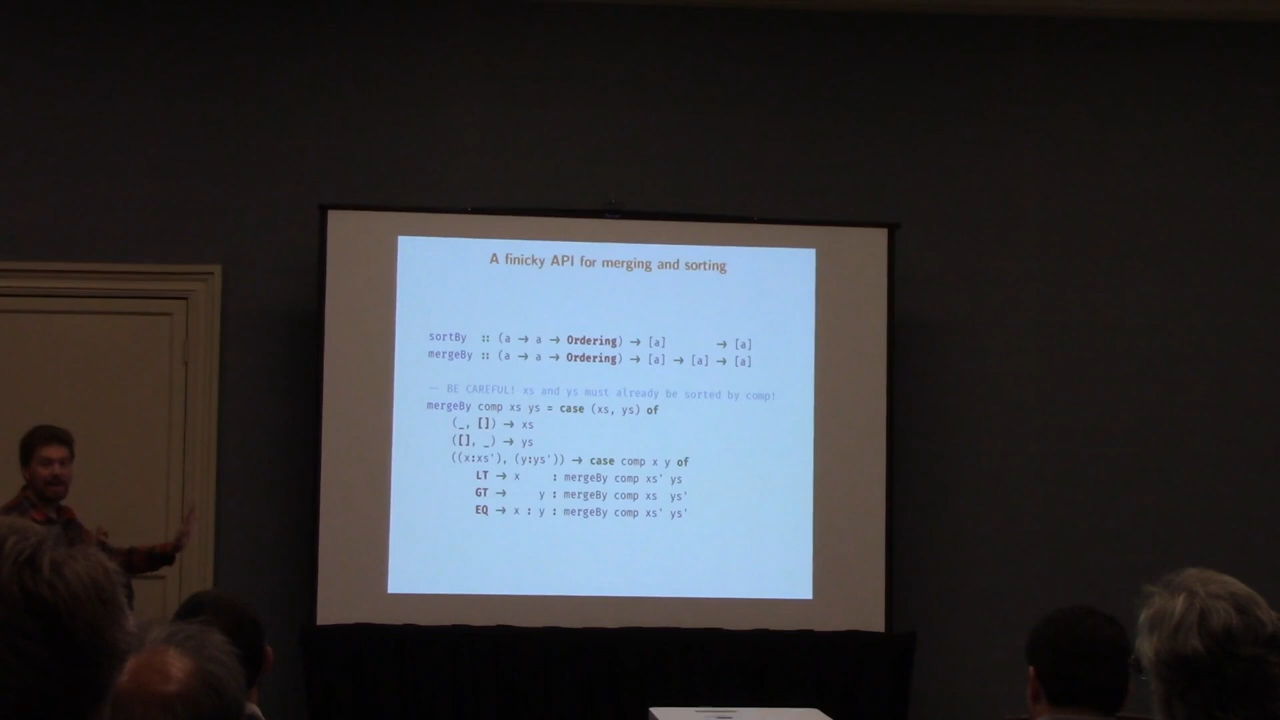 A finicky API for merging and sorting
sortBy :: (a → a → Ordering) → [a] → [a]
mergeBy :: (a → a → Ordering) → [a] → [a] → [a]
-- BE CAREFUL! xs and ys must already be sorted by comp!
mergeBy comp xs ys = case (xs, ys) of
(_, []) → xs
([], _) → ys
((x:xs'), (y:ys')) → case comp x y of
LT → x : mergeBy comp xs' ys
GT → y : mergeBy comp xs ys'
EQ → x : y : mergeBy comp xs' ys'